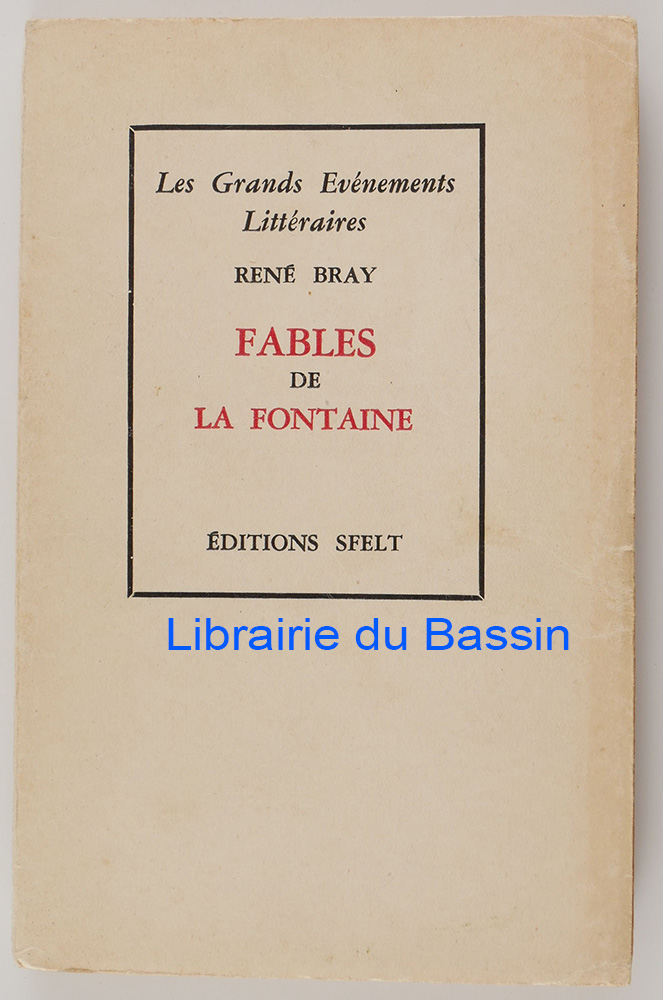 Les Grands Evénements
Littéraires
RENÉ BRAY
FABLES
DE
LA FONTAINE
ÉDITIONS SFELT
Librairie du Bassin